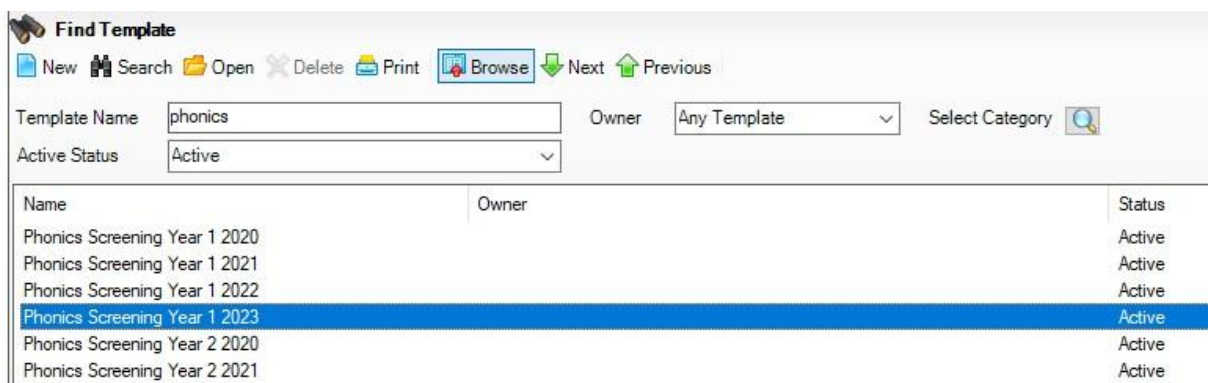 Find Template
New Search Open Delete Print Browse Next Previous
Template Name phonics Owner Any Template Select Category
Active Status Active
Name Owner Status
Phonics Screening Year 1 2020 Active
Phonics Screening Year 1 2021 Active
Phonics Screening Year 1 2022 Active
Phonics Screening Year 1 2023 Active
Phonics Screening Year 2 2020 Active
Phonics Screening Year 2 2021 Active